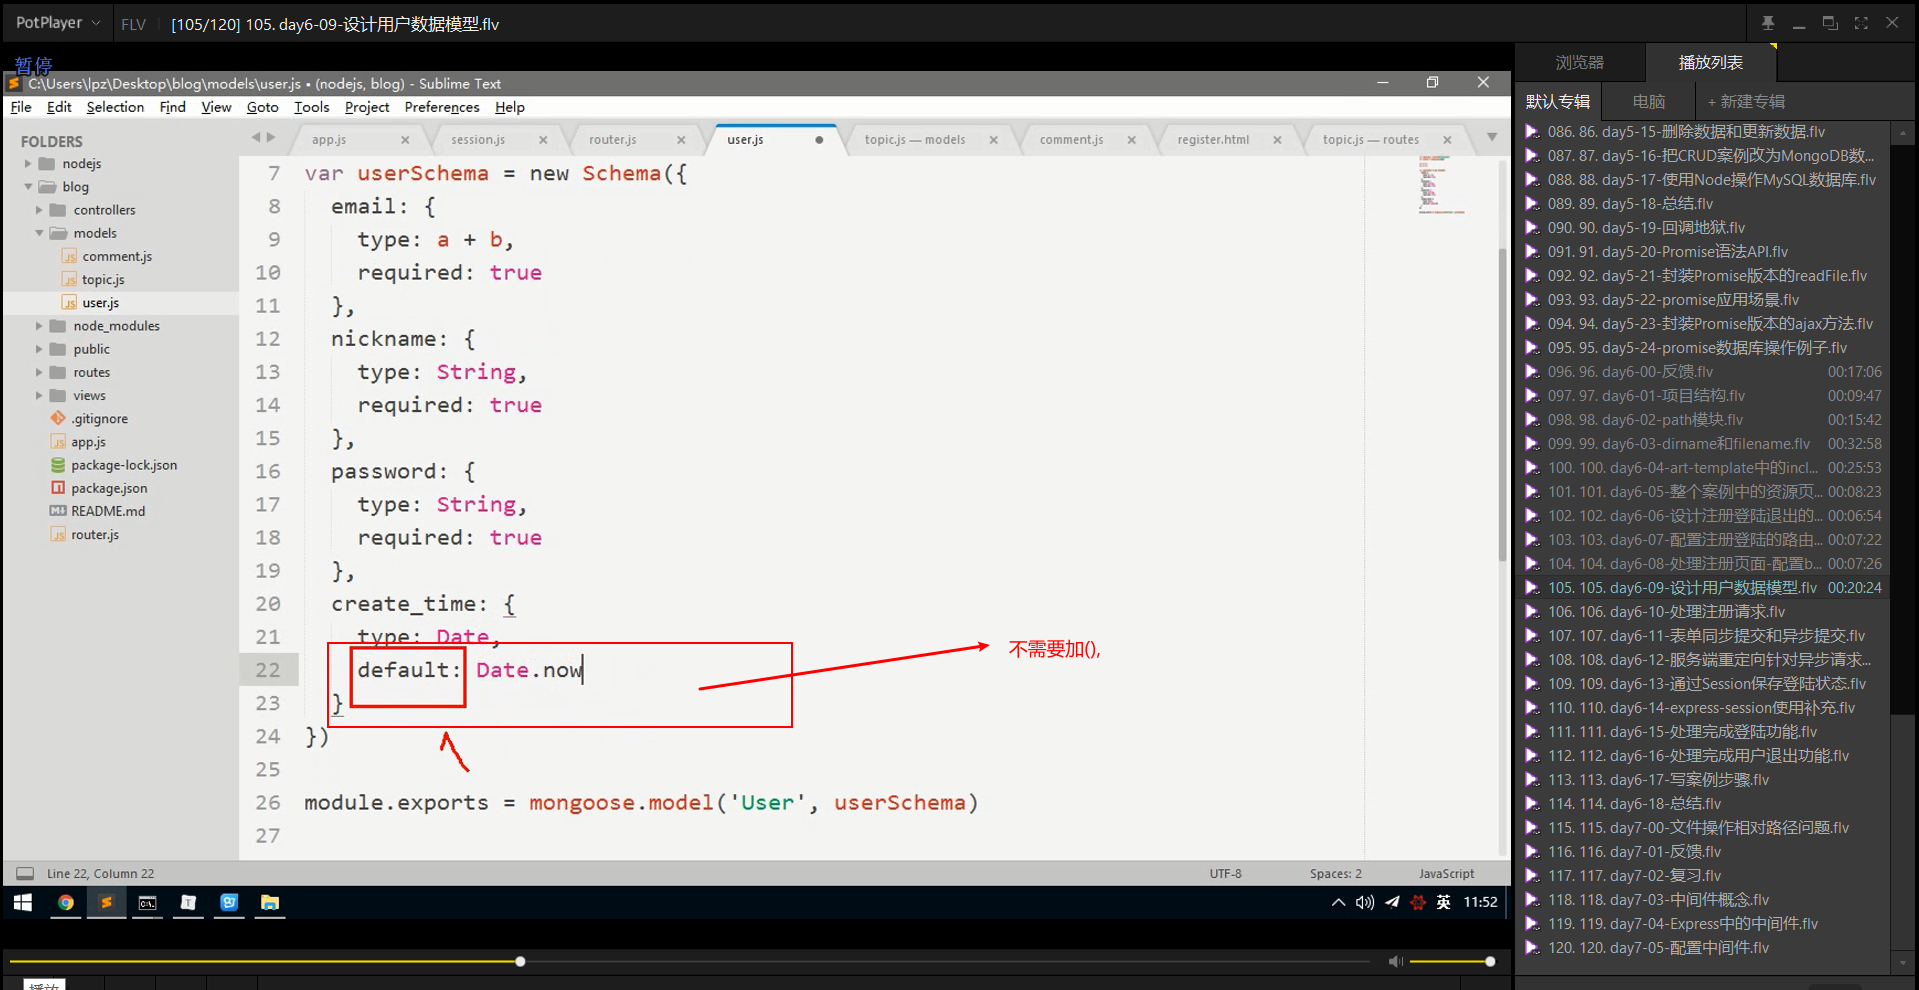 PotPlayer
FLV
[105/120] 105. day6-09-设计用户数据模型.flv
暂停
C:\Users\lpz\Desktop\blog\models\user.js • (nodejs, blog) - Sublime Text
File Edit Selection Find View Goto Tools Project Preferences Help
FOLDERS
nodejs
blog
controllers
models
comment.js
topic.js
user.js
node_modules
public
routes
views
.gitignore
app.js
package-lock.json
package.json
README.md
router.js
app.js
session.js
router.js
user.js
topic.js — models
comment.js
register.html
topic.js — routes
7 var userSchema = new Schema({
8 email: {
9 type: a + b,
10 required: true
11 },
12 nickname: {
13 type: String,
14 required: true
15 },
16 password: {
17 type: String,
18 required: true
19 },
20 create_time: {
21 type: Date,
22 default: Date.now
23 }
24 })
25
26 module.exports = mongoose.model('User', userSchema)
27
不需要加(),
Line 22, Column 22
UTF-8
Spaces: 2
JavaScript
英
11:52
播放
浏览器
播放列表
默认专辑
电脑
+ 新建专辑
086. 86. day5-15-删除数据和更新数据.flv
087. 87. day5-16-把CRUD案例改为MongoDB数...
088. 88. day5-17-使用Node操作MySQL数据库.flv
089. 89. day5-18-总结.flv
090. 90. day5-19-回调地狱.flv
091. 91. day5-20-Promise语法API.flv
092. 92. day5-21-封装Promise版本的readFile.flv
093. 93. day5-22-promise应用场景.flv
094. 94. day5-23-封装Promise版本的ajax方法.flv
095. 95. day5-24-promise数据库操作例子.flv
096. 96. day6-00-反馈.flv 00:17:06
097. 97. day6-01-项目结构.flv 00:09:47
098. 98. day6-02-path模块.flv 00:15:42
099. 99. day6-03-dirname和filename.flv 00:32:58
100. 100. day6-04-art-template中的incl... 00:25:53
101. 101. day6-05-整个案例中的资源页... 00:08:23
102. 102. day6-06-设计注册登陆退出的... 00:06:54
103. 103. day6-07-配置注册登陆的路由... 00:07:22
104. 104. day6-08-处理注册页面-配置b... 00:07:26
105. 105. day6-09-设计用户数据模型.flv 00:20:24
106. 106. day6-10-处理注册请求.flv
107. 107. day6-11-表单同步提交和异步提交.flv
108. 108. day6-12-服务端重定向针对异步请求...
109. 109. day6-13-通过Session保存登陆状态.flv
110. 110. day6-14-express-session使用补充.flv
111. 111. day6-15-处理完成登陆功能.flv
112. 112. day6-16-处理完成用户退出功能.flv
113. 113. day6-17-写案例步骤.flv
114. 114. day6-18-总结.flv
115. 115. day7-00-文件操作相对路径问题.flv
116. 116. day7-01-反馈.flv
117. 117. day7-02-复习.flv
118. 118. day7-03-中间件概念.flv
119. 119. day7-04-Express中的中间件.flv
120. 120. day7-05-配置中间件.flv